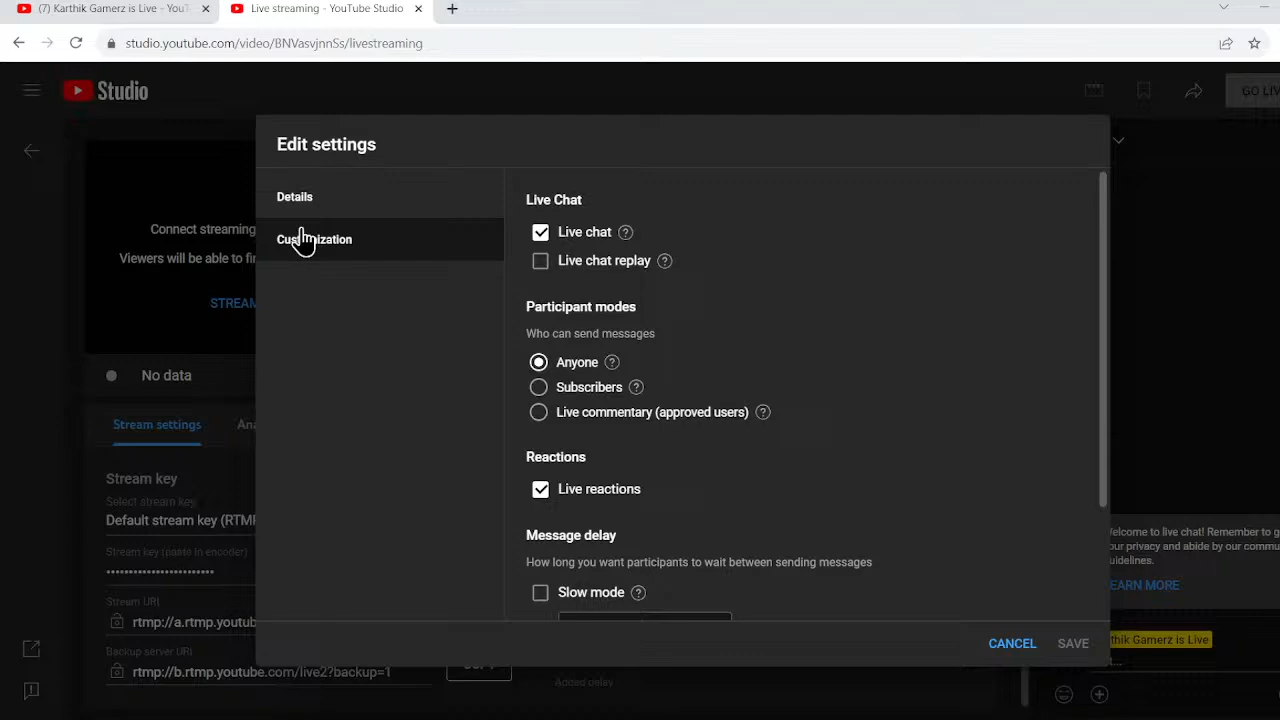 (7) Karthik Gamerz is Live - YouT
Live streaming - YouTube Studio
studio.youtube.com/video/BNVasvjnnSs/livestreaming
Studio
GO LIV
Edit settings
Details
Customization
Live Chat
Live chat
Live chat replay
Participant modes
Who can send messages
Anyone
Subscribers
Live commentary (approved users)
Reactions
Live reactions
Message delay
How long you want participants to wait between sending messages
Slow mode
CANCEL
SAVE
Connect streaming
Viewers will be able to fi
STREAM
No data
Stream settings
Ana
Stream key
Select stream key
Default stream key (RTM
Stream key (paste in encoder)
Stream URL
rtmp://a.rtmp.youtub
Backup server URL
rtmp://b.rtmp.youtube.com/live2?backup=1
Added delay
elcome to live chat! Remember to g
our privacy and abide by our commu
uidelines.
EARN MORE
thik Gamerz is Live